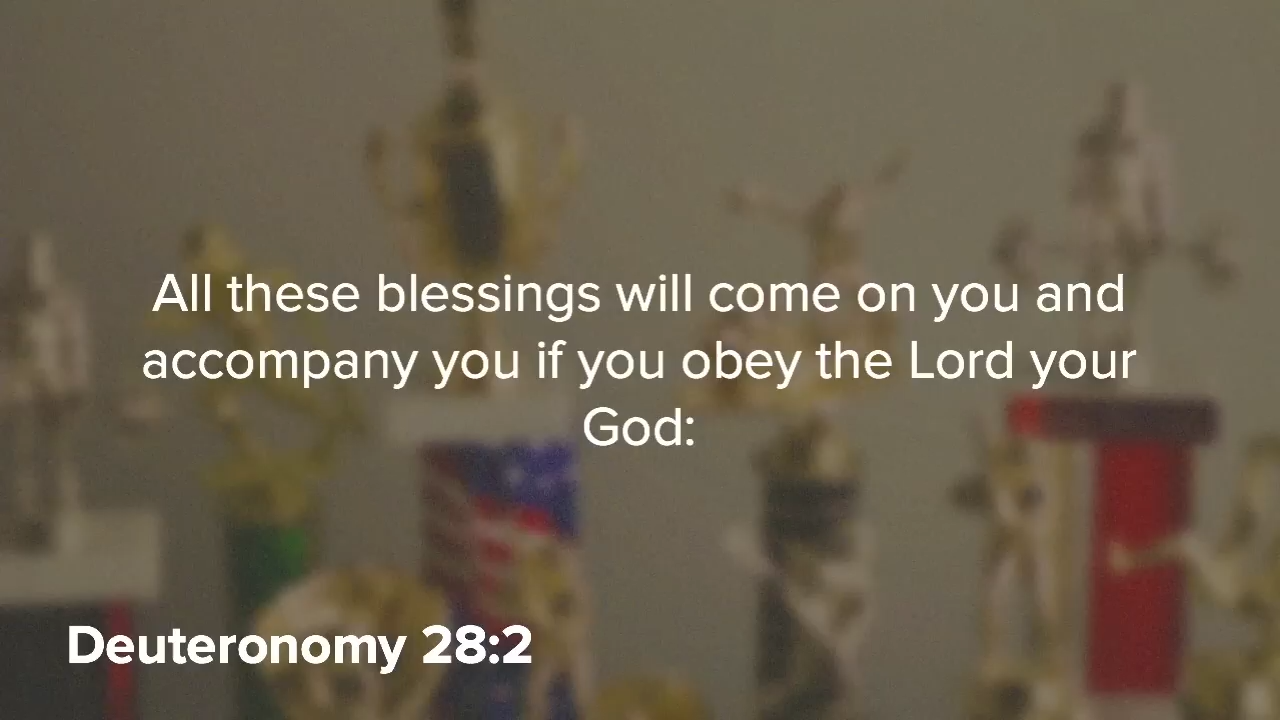 All these blessings will come on you and
accompany you if you obey the Lord your
God:
Deuteronomy 28:2